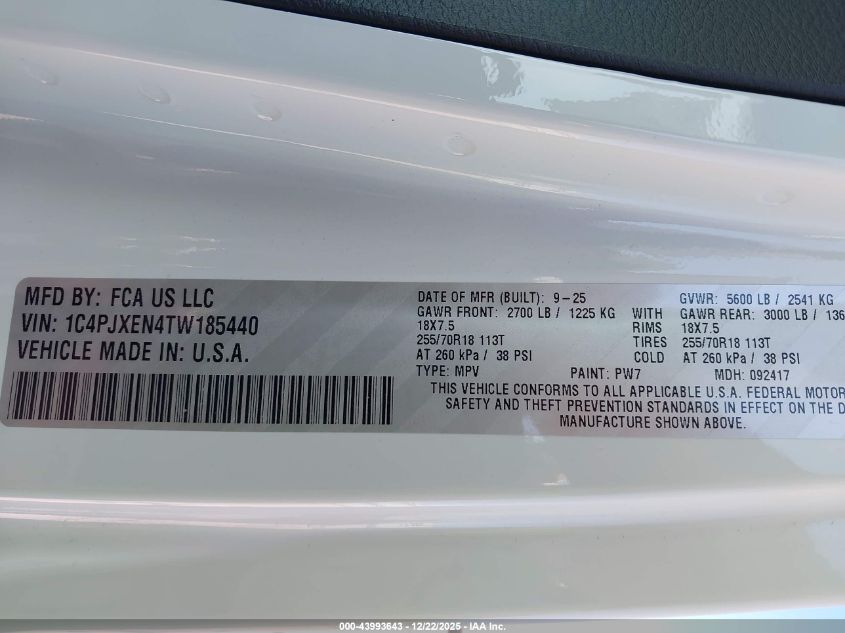 MFD BY: FCA US LLC
VIN: 1C4PJXEN4TW185440
VEHICLE MADE IN: U.S.A.
DATE OF MFR (BUILT): 9-25 GVWR: 5600 LB / 2541 KG
GAWR FRONT: 2700 LB / 1225 KG WITH GAWR REAR: 3000 LB / 136
18X7.5 RIMS 18X7.5
255/70R18 113T TIRES 255/70R18 113T
AT 260 kPa / 38 PSI COLD AT 260 kPa / 38 PSI
TYPE: MPV PAINT: PW7 MDH: 092417
THIS VEHICLE CONFORMS TO ALL APPLICABLE U.S.A. FEDERAL MOTOR
SAFETY AND THEFT PREVENTION STANDARDS IN EFFECT ON THE D
MANUFACTURE SHOWN ABOVE.
000-43993643 - 12/22/2025 - IAA Inc.